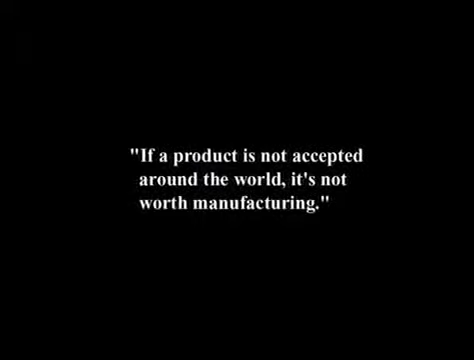 "If a product is not accepted
around the world, it's not
worth manufacturing."